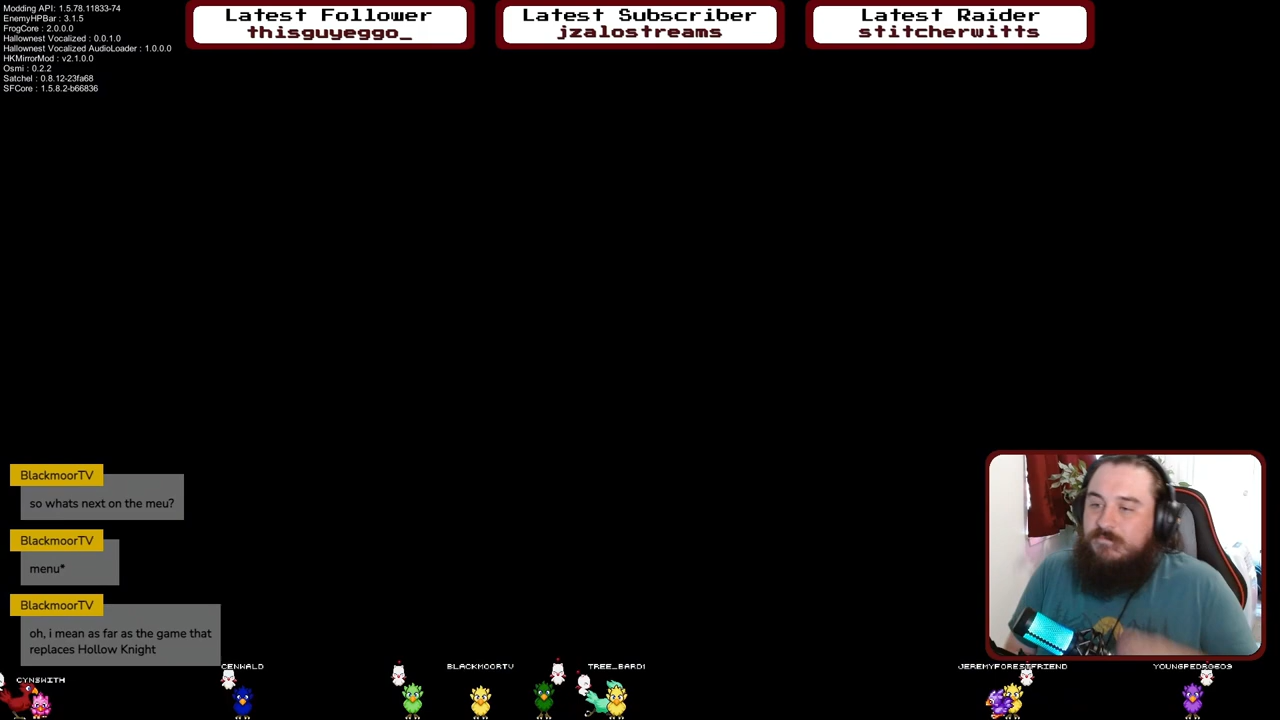 Modding API: 1.5.78.11833-74
EnemyHPBar : 3.1.5
FrogCore : 2.0.0.0
Hallownest Vocalized : 0.0.1.0
Hallownest Vocalized AudioLoader : 1.0.0.0
HKMirrorMod : v2.1.0.0
Osmi : 0.2.2
Satchel : 0.8.12-23fa68
SFCore : 1.5.8.2-b66836
Latest Follower
thisguyeggo_
Latest Subscriber
jzalostreams
Latest Raider
stitcherwitts
BlackmoorTV
so whats next on the meu?
BlackmoorTV
menu*
BlackmoorTV
oh, i mean as far as the game that
replaces Hollow Knight
CYNSWITH
CENWALD
BLACKMOORTV
TREE_BARD1
JEREMYFORESTFRIEND
YOUNGPEDRGE09